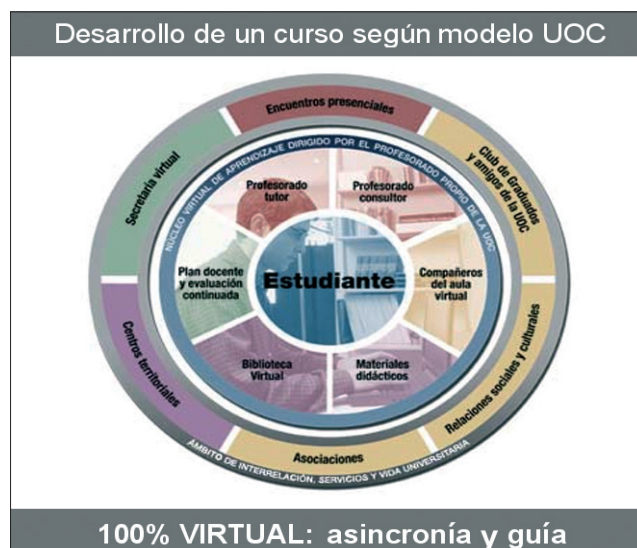 Desarrollo de un curso según modelo UOC
Encuentros presenciales
Secretaría virtual
Club de Graduados
y amigos de la UOC
NÚCLEO VIRTUAL DE APRENDIZAJE DIRIGIDO POR EL PROFESORADO PROPIO DE LA UOC
Profesorado
tutor
Profesorado
consultor
Plan docente
y evaluación
continuada
Estudiante
Compañeros
del aula
virtual
Biblioteca
Virtual
Materiales
didácticos
Centros territoriales
Relaciones sociales y culturales
Asociaciones
ÁMBITO DE INTERRELACIÓN, SERVICIOS Y VIDA UNIVERSITARIA
100% VIRTUAL: asincronía y guía